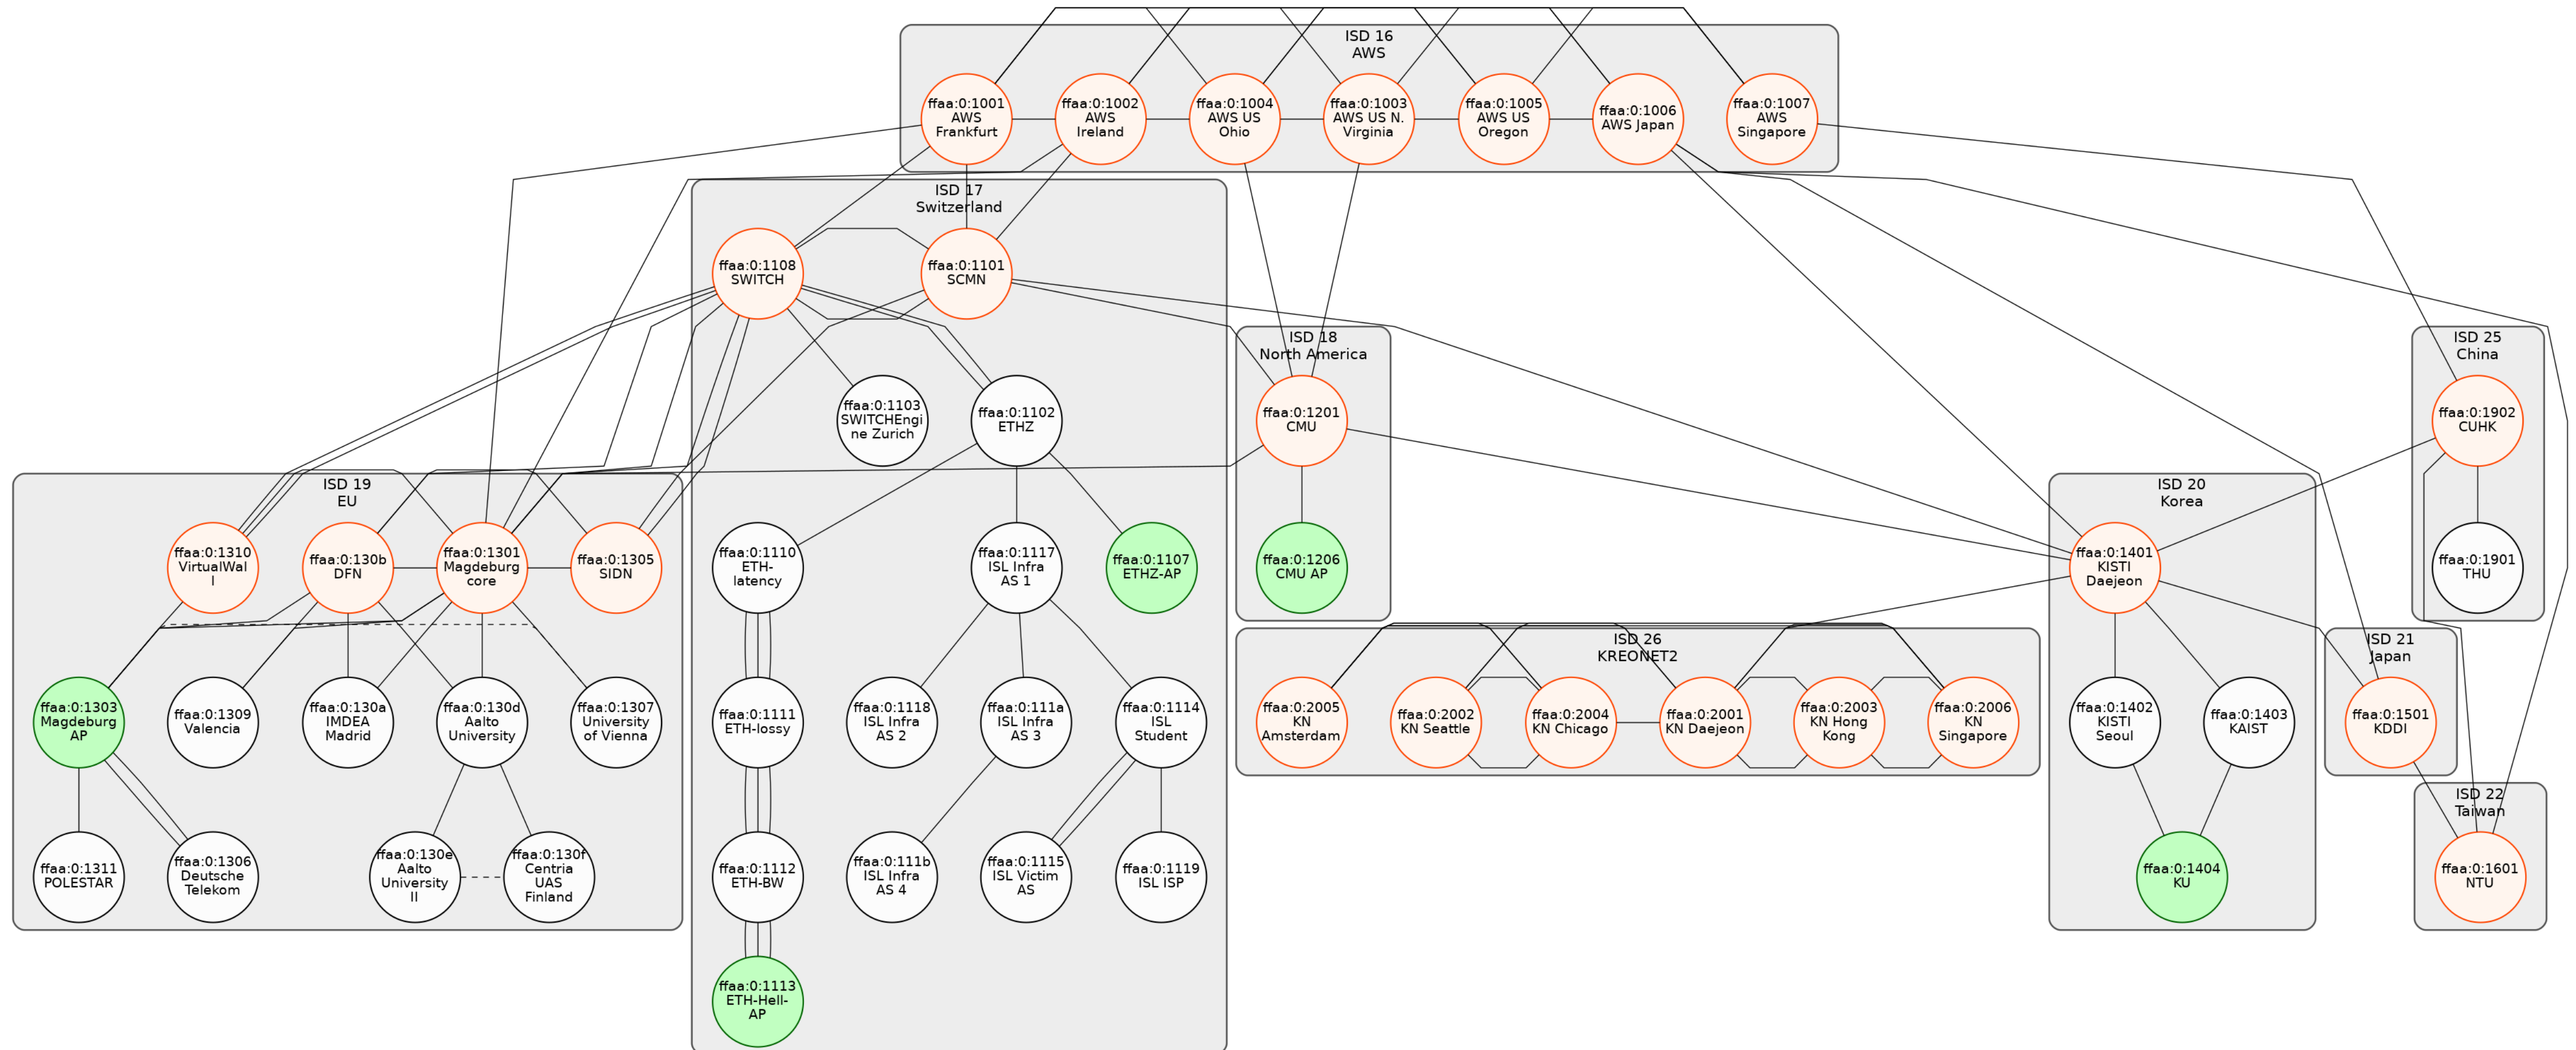 ISD 16
AWS
ffaa:0:1001
AWS
Frankfurt
ffaa:0:1002
AWS
Ireland
ffaa:0:1004
AWS US
Ohio
ffaa:0:1003
AWS US N.
Virginia
ffaa:0:1005
AWS US
Oregon
ffaa:0:1006
AWS Japan
ffaa:0:1007
AWS
Singapore
ISD 17
Switzerland
ffaa:0:1108
SWITCH
ffaa:0:1101
SCMN
ffaa:0:1103
SWITCHEngi
ne Zurich
ffaa:0:1102
ETHZ
ffaa:0:1110
ETH-
latency
ffaa:0:1117
ISL Infra
AS 1
ffaa:0:1107
ETHZ-AP
ffaa:0:1111
ETH-lossy
ffaa:0:1118
ISL Infra
AS 2
ffaa:0:111a
ISL Infra
AS 3
ffaa:0:1114
ISL
Student
ffaa:0:1112
ETH-BW
ffaa:0:111b
ISL Infra
AS 4
ffaa:0:1115
ISL Victim
AS
ffaa:0:1119
ISL ISP
ffaa:0:1113
ETH-Hell-
AP
ISD 18
North America
ffaa:0:1201
CMU
ffaa:0:1206
CMU AP
ISD 25
China
ffaa:0:1902
CUHK
ffaa:0:1901
THU
ISD 19
EU
ffaa:0:1310
VirtualWal
l
ffaa:0:130b
DFN
ffaa:0:1301
Magdeburg
core
ffaa:0:1305
SIDN
ffaa:0:1303
Magdeburg
AP
ffaa:0:1309
Valencia
ffaa:0:130a
IMDEA
Madrid
ffaa:0:130d
Aalto
University
ffaa:0:1307
University
of Vienna
ffaa:0:1311
POLESTAR
ffaa:0:1306
Deutsche
Telekom
ffaa:0:130e
Aalto
University
II
ffaa:0:130f
Centria
UAS
Finland
ISD 20
Korea
ffaa:0:1401
KISTI
Daejeon
ffaa:0:1402
KISTI
Seoul
ffaa:0:1403
KAIST
ffaa:0:1404
KU
ISD 26
KREONET2
ffaa:0:2005
KN
Amsterdam
ffaa:0:2002
KN Seattle
ffaa:0:2004
KN Chicago
ffaa:0:2001
KN Daejeon
ffaa:0:2003
KN Hong
Kong
ffaa:0:2006
KN
Singapore
ISD 21
Japan
ffaa:0:1501
KDDI
ISD 22
Taiwan
ffaa:0:1601
NTU